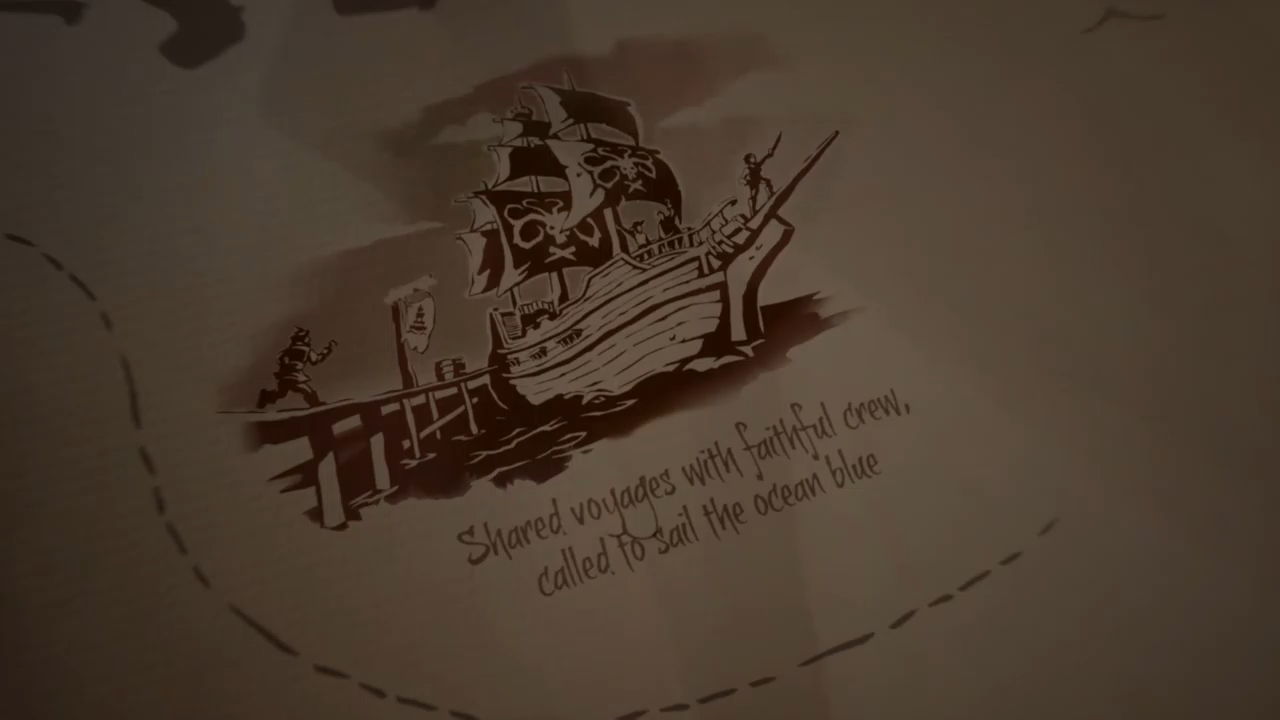 Shared voyages with faithful crew,
called to sail the ocean blue